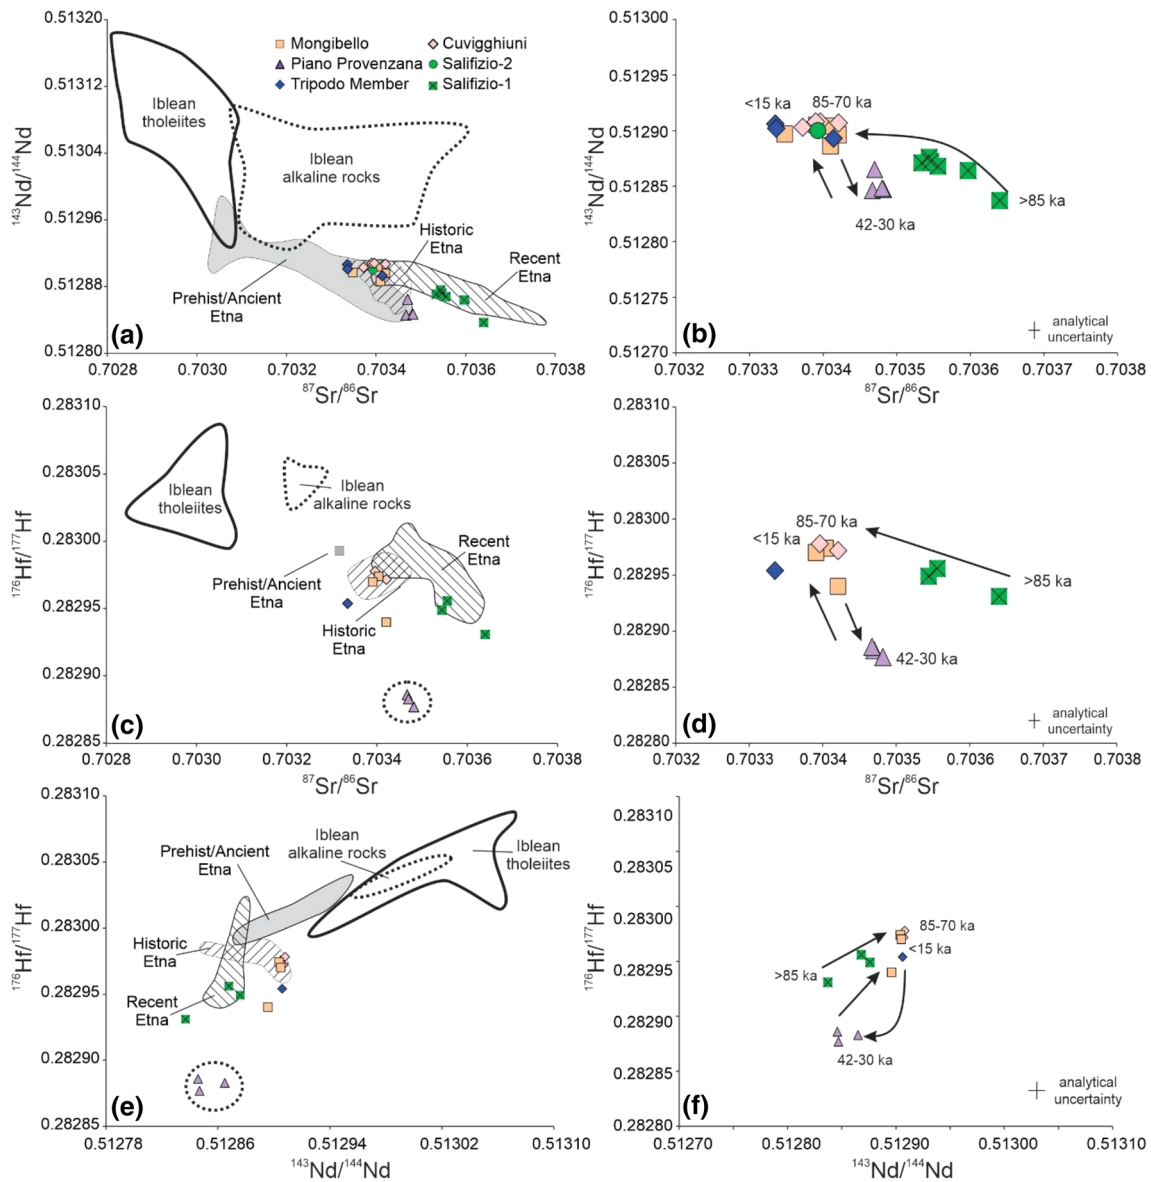 0.51320
0.51312
0.51304
0.51296
0.51288
0.51280
¹⁴³Nd/¹⁴⁴Nd
Mongibello
Piano Provenzana
Tripodo Member
Cuvigghiuni
Salifizio-2
Salifizio-1
Iblean
tholeiites
Iblean
alkaline rocks
Historic
Etna
Recent
Etna
Prehist/Ancient
Etna
(a)
0.7028
0.7030
0.7032
0.7034
0.7036
0.7038
⁸⁷Sr/⁸⁶Sr
0.51300
0.51295
0.51290
0.51285
0.51280
0.51275
0.51270
¹⁴³Nd/¹⁴⁴Nd
<15 ka
85-70 ka
>85 ka
42-30 ka
analytical
uncertainty
(b)
0.7032
0.7033
0.7034
0.7035
0.7036
0.7037
0.7038
⁸⁷Sr/⁸⁶Sr
0.28310
0.28305
0.28300
0.28295
0.28290
0.28285
¹⁷⁶Hf/¹⁷⁷Hf
Iblean
tholeiites
Iblean
alkaline rocks
Recent
Etna
Prehist/Ancient
Etna
Historic
Etna
(c)
0.7028
0.7030
0.7032
0.7034
0.7036
0.7038
⁸⁷Sr/⁸⁶Sr
0.28310
0.28305
0.28300
0.28295
0.28290
0.28285
0.28280
¹⁷⁶Hf/¹⁷⁷Hf
85-70 ka
<15 ka
>85 ka
42-30 ka
analytical
uncertainty
(d)
0.7032
0.7033
0.7034
0.7035
0.7036
0.7037
0.7038
⁸⁷Sr/⁸⁶Sr
0.28310
0.28305
0.28300
0.28295
0.28290
0.28285
¹⁷⁶Hf/¹⁷⁷Hf
Prehist/Ancient
Etna
Iblean
alkaline rocks
Iblean
tholeiites
Historic
Etna
Recent
Etna
(e)
0.51278
0.51286
0.51294
0.51302
0.51310
¹⁴³Nd/¹⁴⁴Nd
0.28310
0.28305
0.28300
0.28295
0.28290
0.28285
0.28280
¹⁷⁶Hf/¹⁷⁷Hf
85-70 ka
<15 ka
>85 ka
42-30 ka
analytical
uncertainty
(f)
0.51270
0.51280
0.51290
0.51300
0.51310
¹⁴³Nd/¹⁴⁴Nd